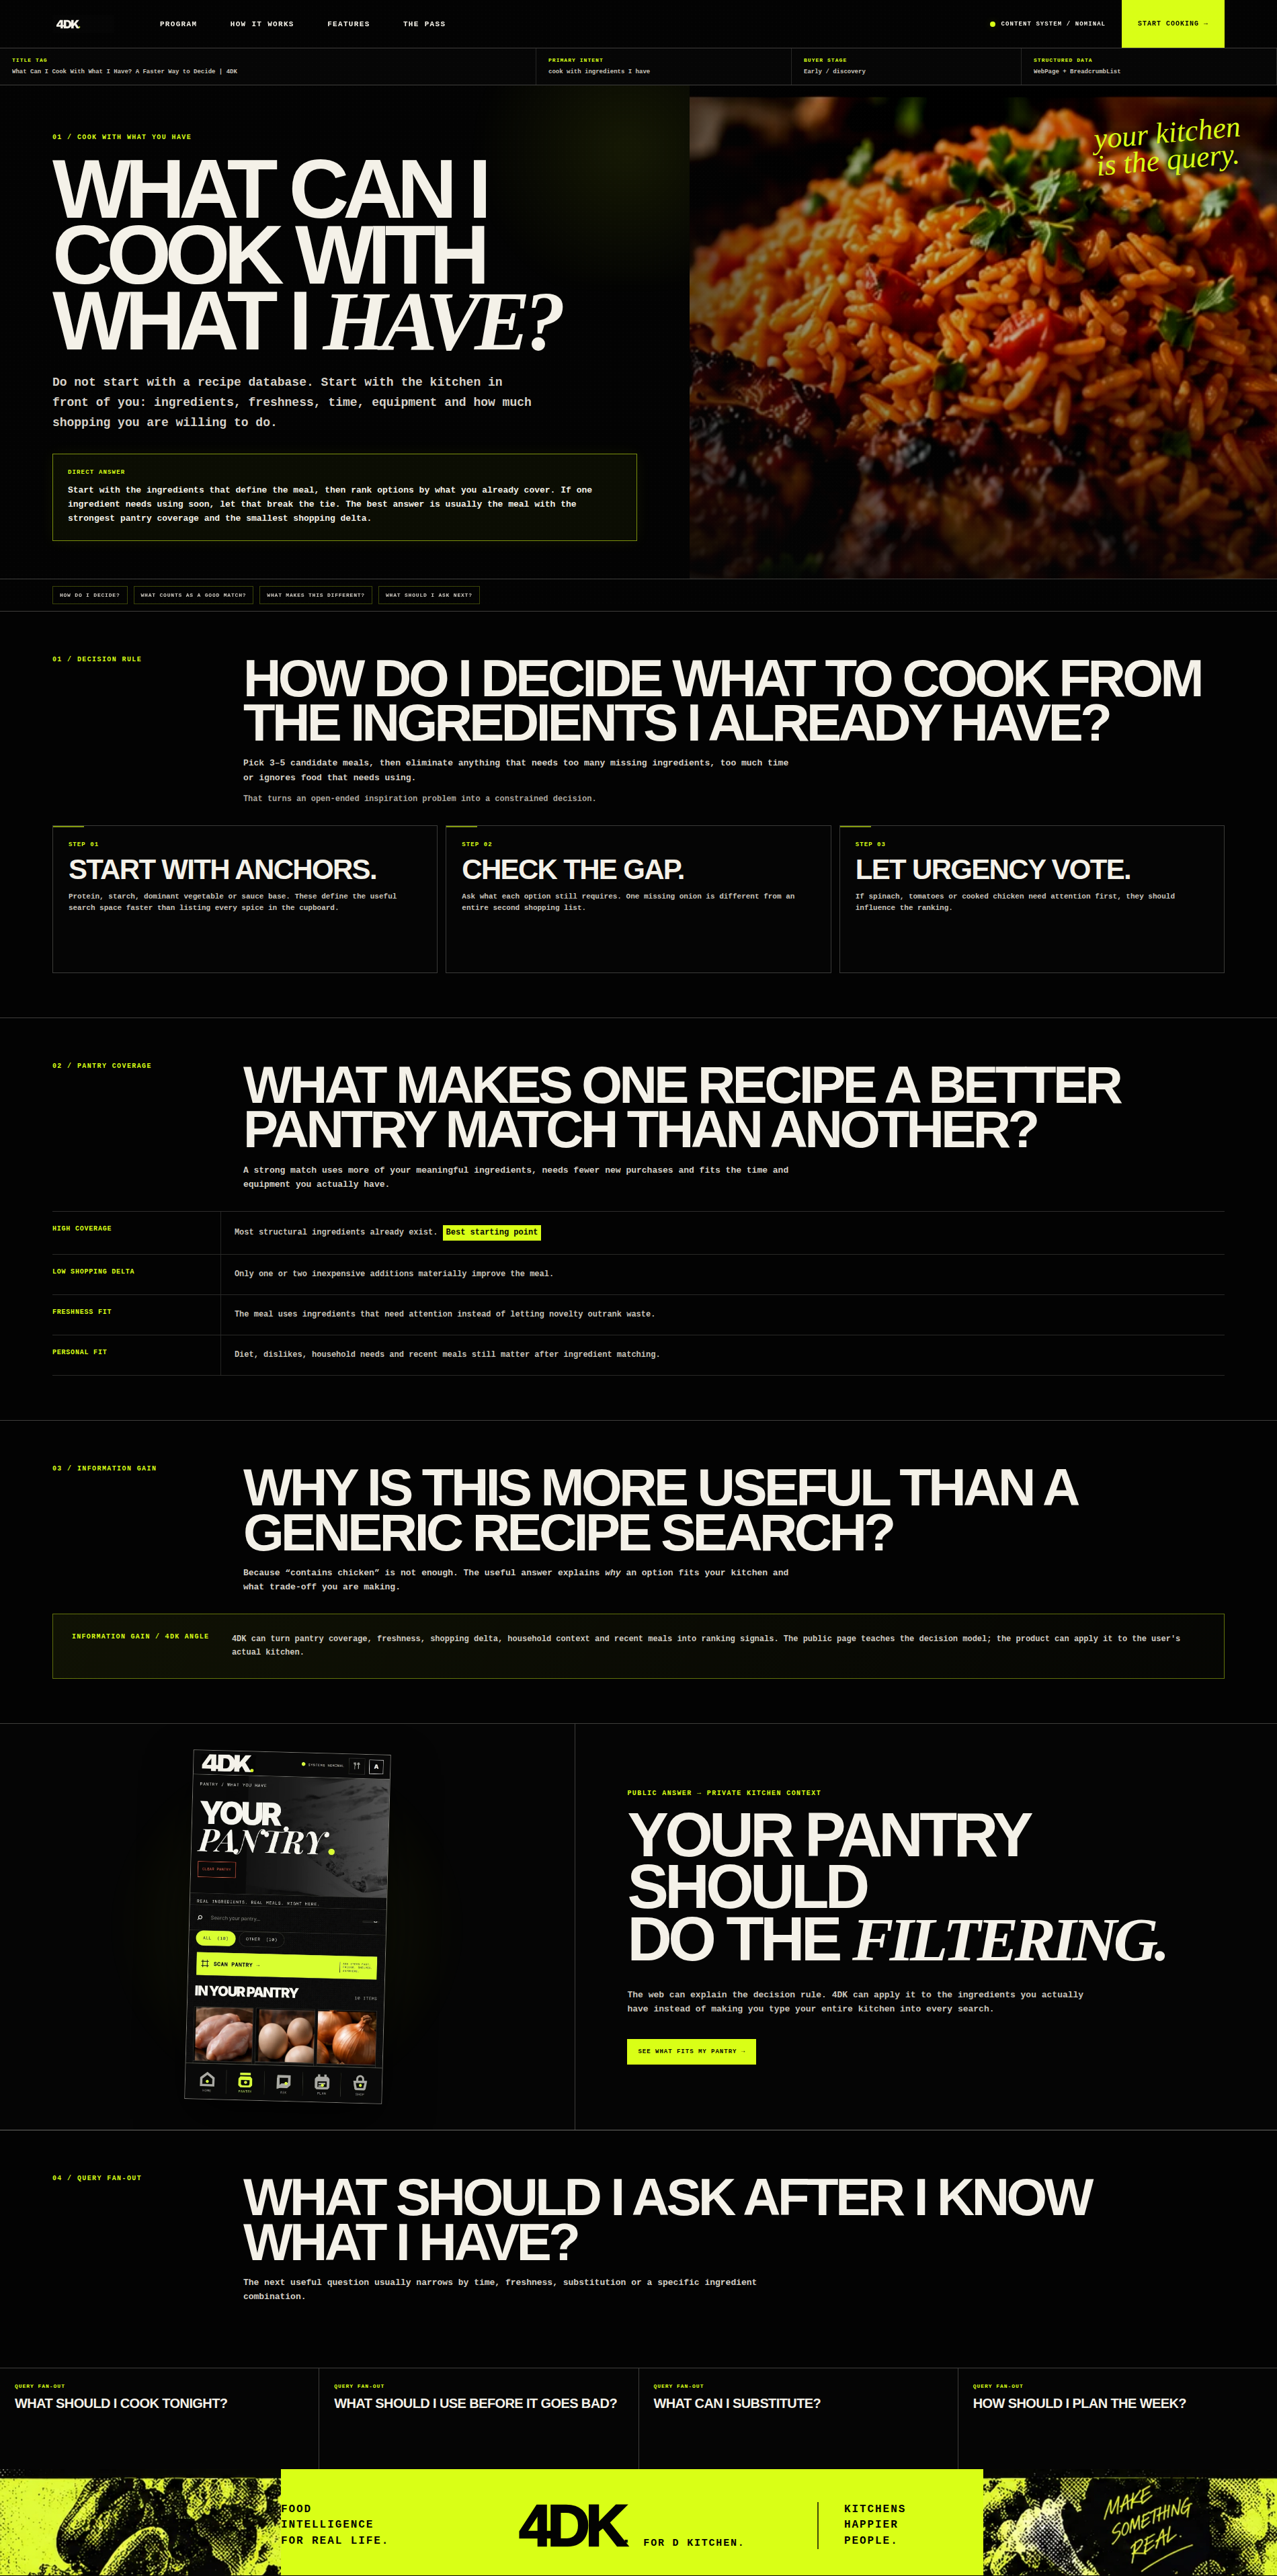 4DK.
PROGRAM
HOW IT WORKS
FEATURES
THE PASS
CONTENT SYSTEM / NOMINAL
START COOKING →
TITLE TAG
What Can I Cook With What I Have? A Faster Way to Decide | 4DK
PRIMARY INTENT
cook with ingredients I have
BUYER STAGE
Early / discovery
STRUCTURED DATA
WebPage + BreadcrumbList
01 / COOK WITH WHAT YOU HAVE
WHAT CAN I
COOK WITH
WHAT I HAVE?
your kitchen
is the query.
Do not start with a recipe database. Start with the kitchen in
front of you: ingredients, freshness, time, equipment and how much
shopping you are willing to do.
DIRECT ANSWER
Start with the ingredients that define the meal, then rank options by what you already cover. If one
ingredient needs using soon, let that break the tie. The best answer is usually the meal with the
strongest pantry coverage and the smallest shopping delta.
HOW DO I DECIDE?
WHAT COUNTS AS A GOOD MATCH?
WHAT MAKES THIS DIFFERENT?
WHAT SHOULD I ASK NEXT?
01 / DECISION RULE
HOW DO I DECIDE WHAT TO COOK FROM
THE INGREDIENTS I ALREADY HAVE?
Pick 3–5 candidate meals, then eliminate anything that needs too many missing ingredients, too much time
or ignores food that needs using.
That turns an open-ended inspiration problem into a constrained decision.
STEP 01
START WITH ANCHORS.
Protein, starch, dominant vegetable or sauce base. These define the useful
search space faster than listing every spice in the cupboard.
STEP 02
CHECK THE GAP.
Ask what each option still requires. One missing onion is different from an
entire second shopping list.
STEP 03
LET URGENCY VOTE.
If spinach, tomatoes or cooked chicken need attention first, they should
influence the ranking.
02 / PANTRY COVERAGE
WHAT MAKES ONE RECIPE A BETTER
PANTRY MATCH THAN ANOTHER?
A strong match uses more of your meaningful ingredients, needs fewer new purchases and fits the time and
equipment you actually have.
HIGH COVERAGE
Most structural ingredients already exist. Best starting point
LOW SHOPPING DELTA
Only one or two inexpensive additions materially improve the meal.
FRESHNESS FIT
The meal uses ingredients that need attention instead of letting novelty outrank waste.
PERSONAL FIT
Diet, dislikes, household needs and recent meals still matter after ingredient matching.
03 / INFORMATION GAIN
WHY IS THIS MORE USEFUL THAN A
GENERIC RECIPE SEARCH?
Because “contains chicken” is not enough. The useful answer explains why an option fits your kitchen and
what trade-off you are making.
INFORMATION GAIN / 4DK ANGLE
4DK can turn pantry coverage, freshness, shopping delta, household context and recent meals into ranking signals. The public page teaches the decision model; the product can apply it to the user's
actual kitchen.
4DK.
SYSTEMS NOMINAL
A
PANTRY / WHAT YOU HAVE
YOUR
PANTRY.
CLEAR PANTRY
REAL INGREDIENTS. REAL MEALS. RIGHT HERE.
Search your pantry...
ALL (10)
OTHER (10)
SCAN PANTRY →
IN YOUR PANTRY
10 ITEMS
HOME
PANTRY
PLAN
SHOP
PUBLIC ANSWER → PRIVATE KITCHEN CONTEXT
YOUR PANTRY
SHOULD
DO THE FILTERING.
The web can explain the decision rule. 4DK can apply it to the ingredients you actually
have instead of making you type your entire kitchen into every search.
SEE WHAT FITS MY PANTRY →
04 / QUERY FAN-OUT
WHAT SHOULD I ASK AFTER I KNOW
WHAT I HAVE?
The next useful question usually narrows by time, freshness, substitution or a specific ingredient
combination.
QUERY FAN-OUT
WHAT SHOULD I COOK TONIGHT?
QUERY FAN-OUT
WHAT SHOULD I USE BEFORE IT GOES BAD?
QUERY FAN-OUT
WHAT CAN I SUBSTITUTE?
QUERY FAN-OUT
HOW SHOULD I PLAN THE WEEK?
FOOD
INTELLIGENCE
FOR REAL LIFE.
4DK.
FOR D KITCHEN.
KITCHENS
HAPPIER
PEOPLE.
MAKE
SOMETHING
REAL.